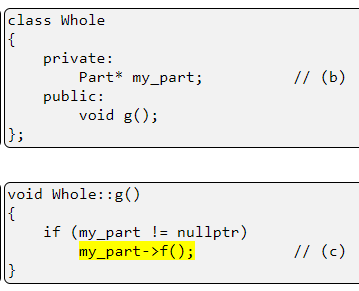 class Whole
{
    private:
        Part* my_part;          // (b)
    public:
        void g();
};
void Whole::g()
{
    if (my_part != nullptr)
        my_part->f();           // (c)
}